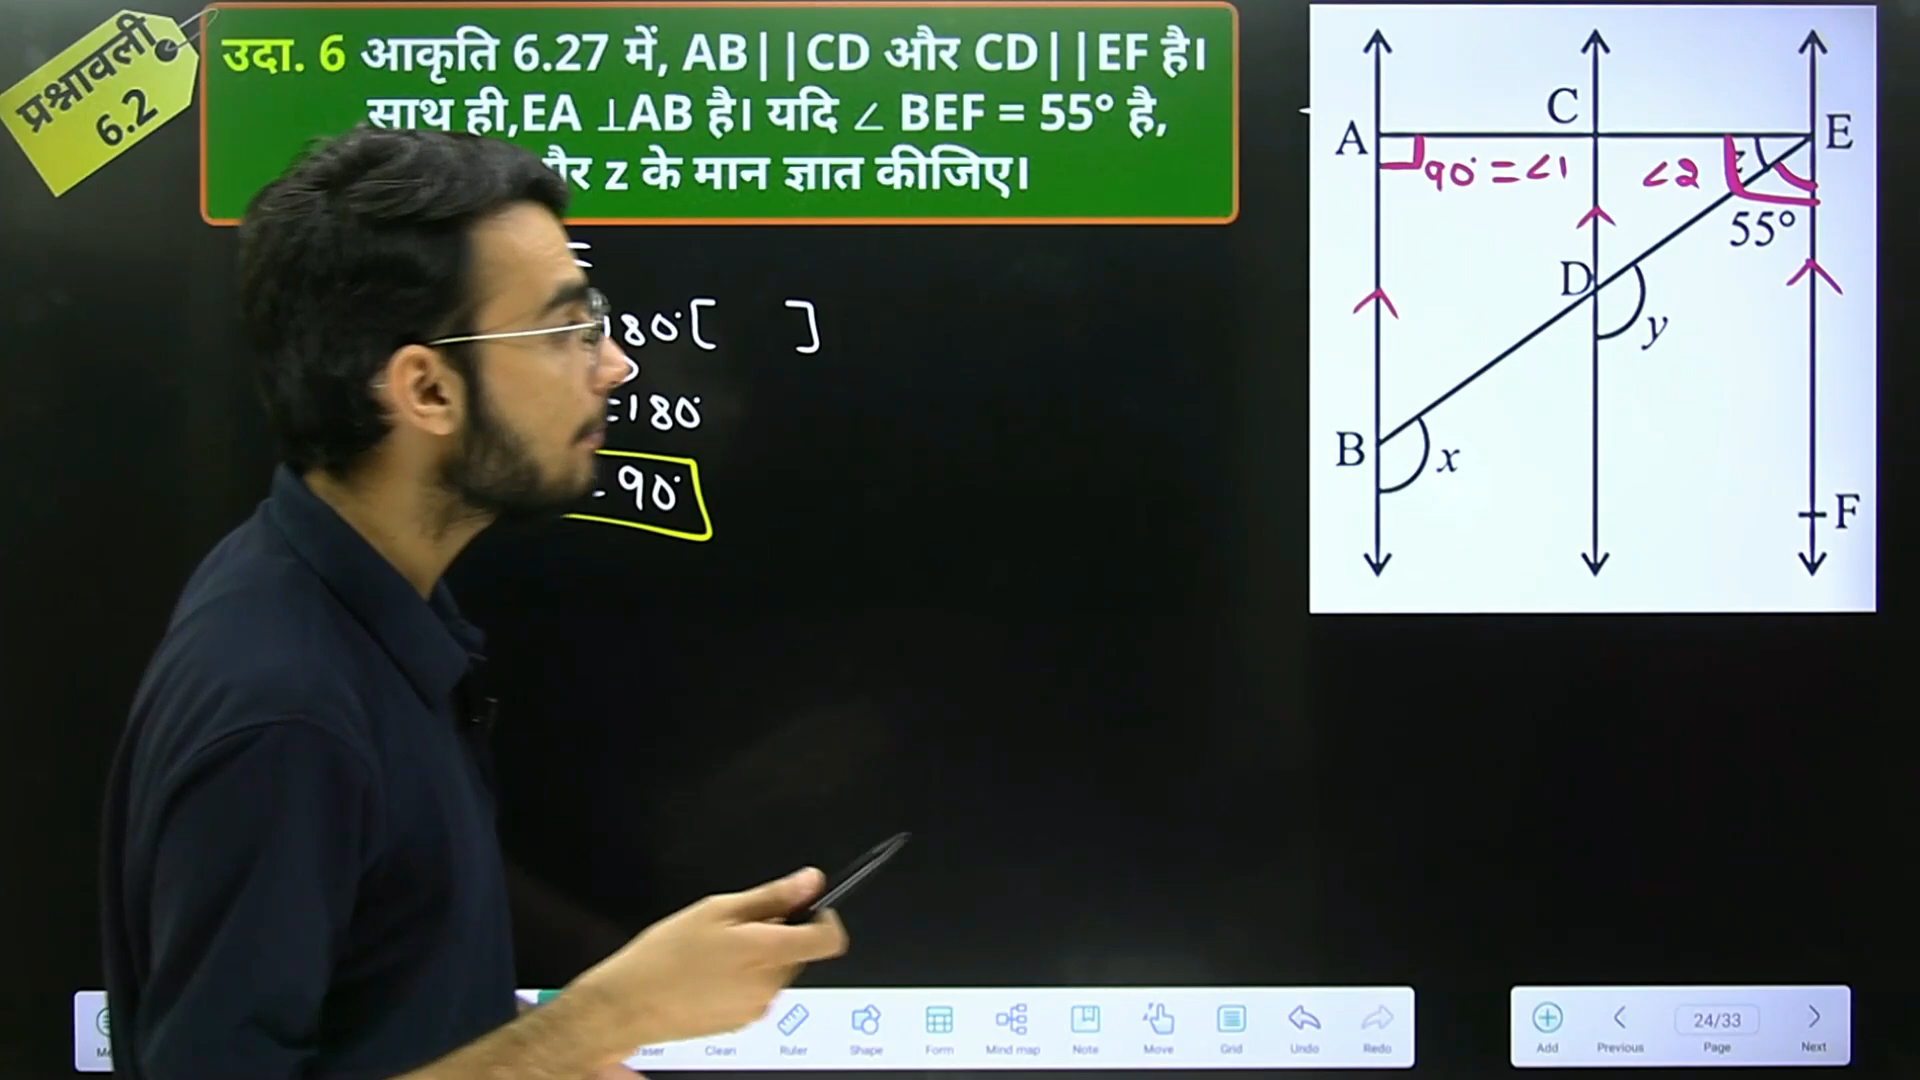 प्रश्नावली
6.2
उदा. 6 आकृति 6.27 में, AB||CD और CD||EF है।
साथ ही,EA ⊥AB है। यदि ∠ BEF = 55° है,
z के मान ज्ञात कीजिए।
180° [ ]
=180°
90°
A
C
E
90° = ∠1
∠2
z
55°
D
y
B
x
F
Clean
Ruler
Shape
Form
Mind map
Note
Move
Grid
Undo
Redo
Add
Previous
24/33
Page
Next